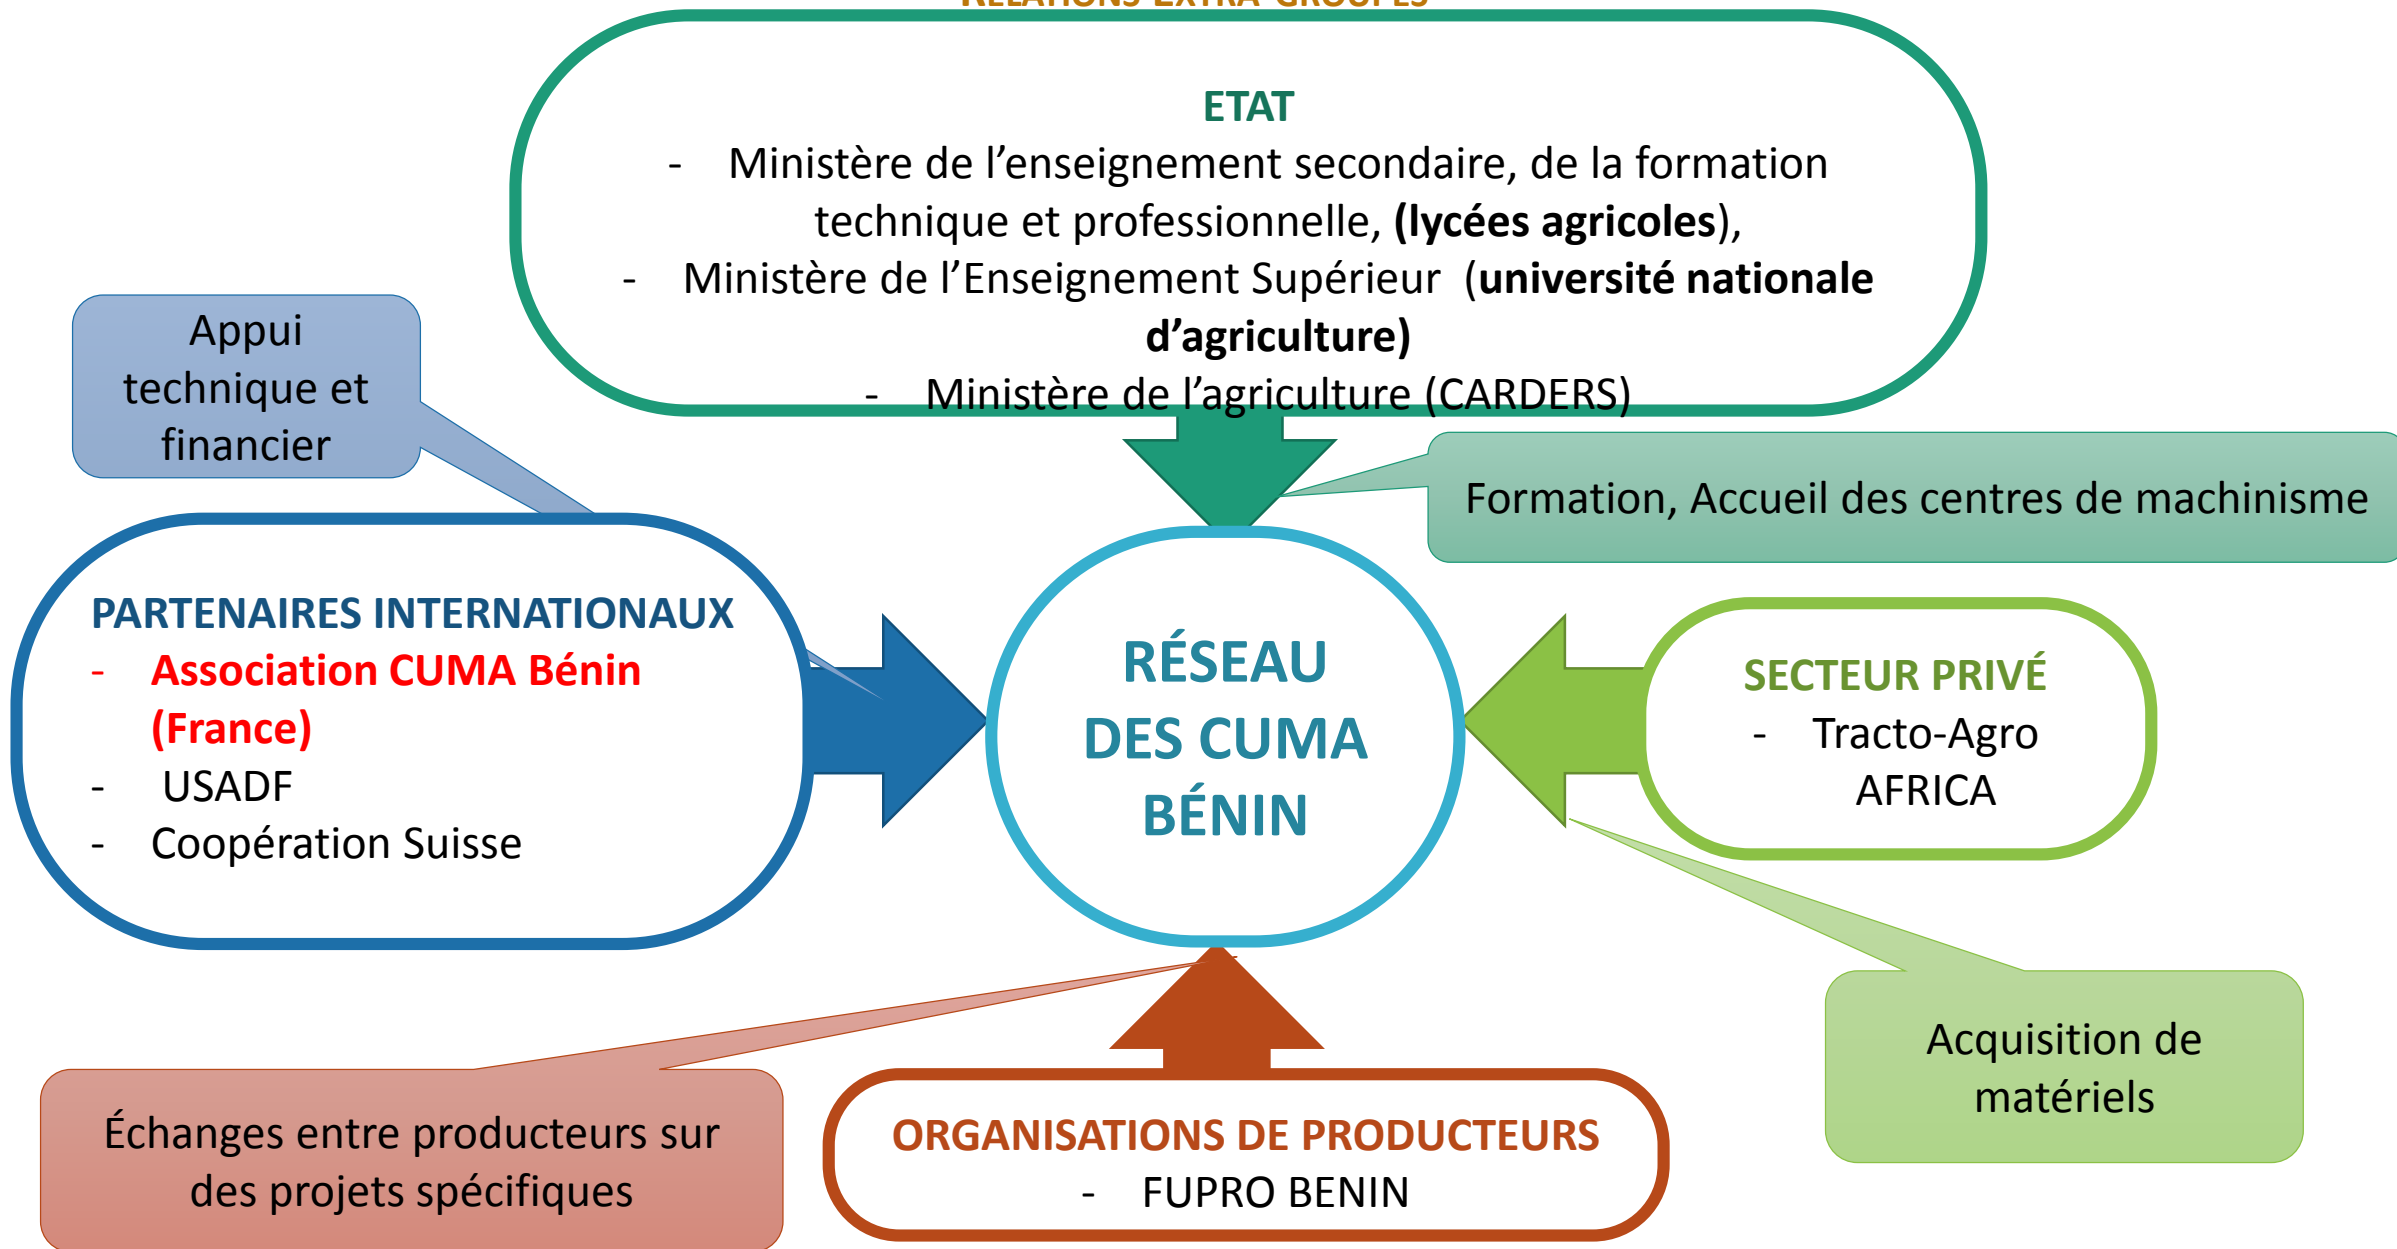 RELATIONS EXTRA-GROUPES
ETAT
- Ministère de l’enseignement secondaire, de la formation
technique et professionnelle, (lycées agricoles),
- Ministère de l’Enseignement Supérieur (université nationale
d’agriculture)
- Ministère de l’agriculture (CARDERS)
Appui
technique et
financier
Formation, Accueil des centres de machinisme
PARTENAIRES INTERNATIONAUX
- Association CUMA Bénin
(France)
- USADF
- Coopération Suisse
RÉSEAU
DES CUMA
BÉNIN
SECTEUR PRIVÉ
- Tracto-Agro
AFRICA
Acquisition de
matériels
Échanges entre producteurs sur
des projets spécifiques
ORGANISATIONS DE PRODUCTEURS
- FUPRO BENIN